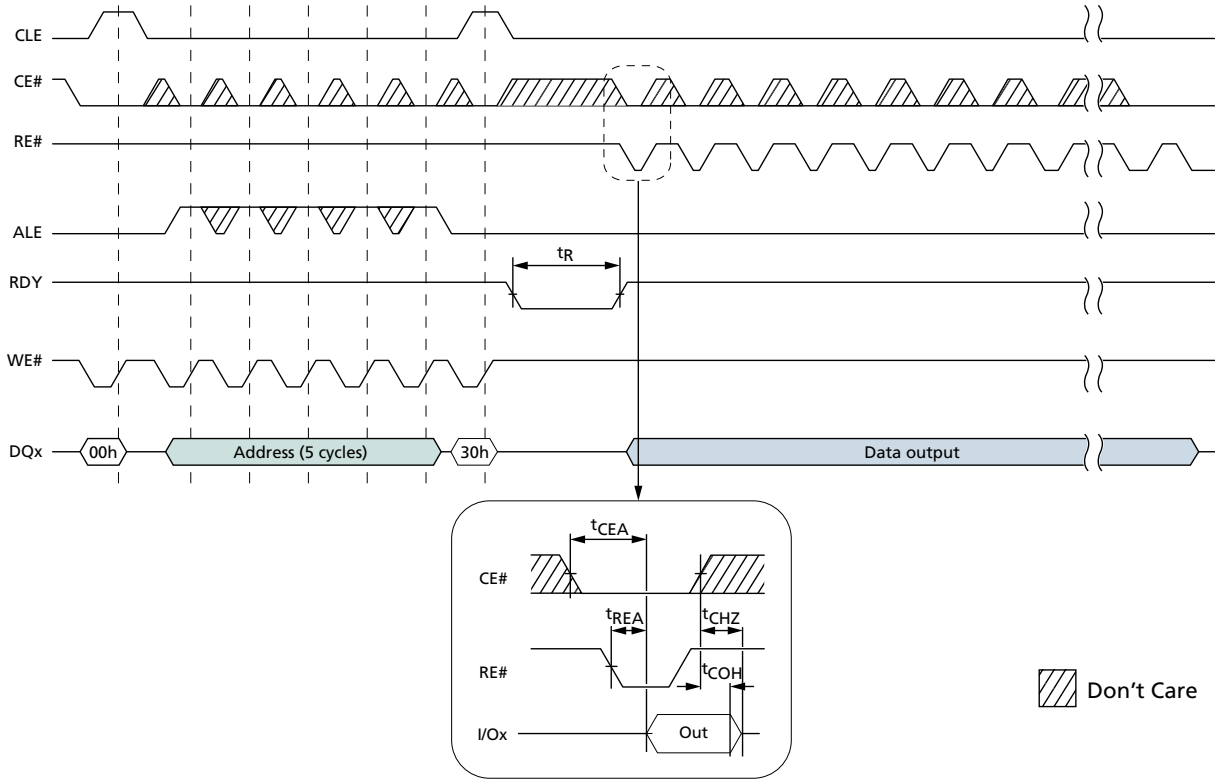 CLE
CE#
RE#
ALE
tR
RDY
WE#
DQx
00h
Address (5 cycles)
30h
Data output
tCEA
CE#
tREA
tCHZ
RE#
tCOH
I/Ox
Out
Don't Care